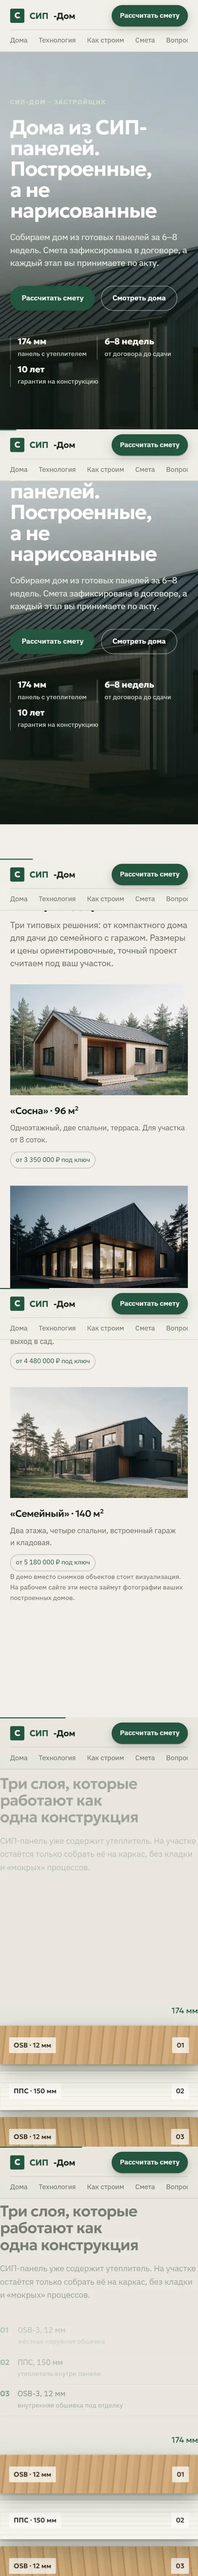 С СИП -Дом
Рассчитать смету
Дома Технология Как строим Смета Вопрос
СИП-ДОМ · ЗАСТРОЙЩИК
Дома из СИП-
панелей.
Построенные,
а не
нарисованные
Собираем дом из готовых панелей за 6–8
недель. Смета зафиксирована в договоре, а
каждый этап вы принимаете по акту.
Рассчитать смету
Смотреть дома
174 мм
панель с утеплителем
6–8 недель
от договора до сдачи
10 лет
гарантия на конструкцию
С СИП -Дом
Рассчитать смету
Дома Технология Как строим Смета Вопрос
панелей.
Построенные,
а не
нарисованные
Собираем дом из готовых панелей за 6–8
недель. Смета зафиксирована в договоре, а
каждый этап вы принимаете по акту.
Рассчитать смету
Смотреть дома
174 мм
панель с утеплителем
6–8 недель
от договора до сдачи
10 лет
гарантия на конструкцию
С СИП -Дом
Рассчитать смету
Дома Технология Как строим Смета Вопрос
Три типовых решения: от компактного дома
для дачи до семейного с гаражом. Размеры
и цены ориентировочные, точный проект
считаем под ваш участок.
«Сосна» · 96 м²
Одноэтажный, две спальни, терраса. Для участка
от 8 соток.
от 3 350 000 ₽ под ключ
С СИП -Дом
Рассчитать смету
Дома Технология Как строим Смета Вопрос
выход в сад.
от 4 480 000 ₽ под ключ
«Семейный» · 140 м²
Два этажа, четыре спальни, встроенный гараж
и кладовая.
от 5 180 000 ₽ под ключ
В демо вместо снимков объектов стоит визуализация.
На рабочем сайте эти места займут фотографии ваших
построенных домов.
С СИП -Дом
Рассчитать смету
Дома Технология Как строим Смета Вопрос
Три слоя, которые
работают как
одна конструкция
СИП-панель уже содержит утеплитель. На участке
остаётся только собрать её на каркас, без кладки
и «мокрых» процессов.
174 мм
OSB · 12 мм 01
ППС · 150 мм 02
OSB · 12 мм 03
С СИП -Дом
Рассчитать смету
Дома Технология Как строим Смета Вопрос
Три слоя, которые
работают как
одна конструкция
СИП-панель уже содержит утеплитель. На участке
остаётся только собрать её на каркас, без кладки
и «мокрых» процессов.
01 OSB-3, 12 мм
жёсткая наружная обшивка
02 ППС, 150 мм
утеплитель внутри панели
03 OSB-3, 12 мм
внутренняя обшивка под отделку
174 мм
OSB · 12 мм 01
ППС · 150 мм 02
OSB · 12 мм 03